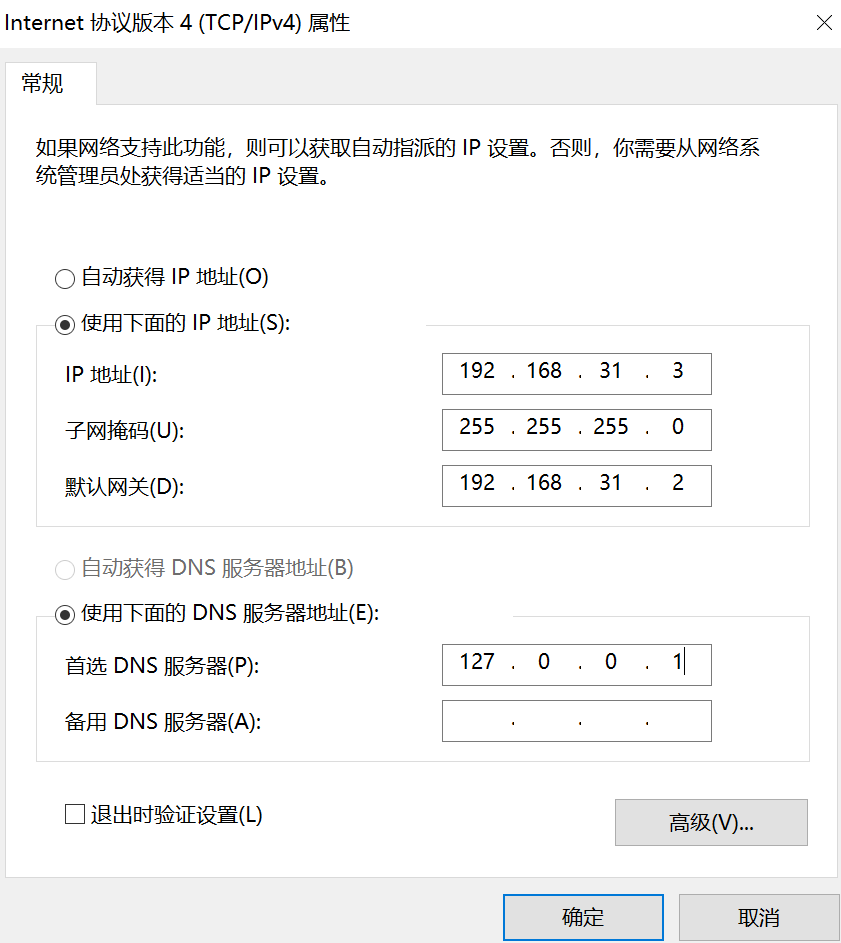 Internet 协议版本 4 (TCP/IPv4) 属性
常规
如果网络支持此功能，则可以获取自动指派的 IP 设置。否则，你需要从网络系
统管理员处获得适当的 IP 设置。
自动获得 IP 地址(O)
使用下面的 IP 地址(S):
IP 地址(I): 192 . 168 . 31 . 3
子网掩码(U): 255 . 255 . 255 . 0
默认网关(D): 192 . 168 . 31 . 2
自动获得 DNS 服务器地址(B)
使用下面的 DNS 服务器地址(E):
首选 DNS 服务器(P): 127 . 0 . 0 . 1
备用 DNS 服务器(A): . . .
退出时验证设置(L)
高级(V)...
确定 取消